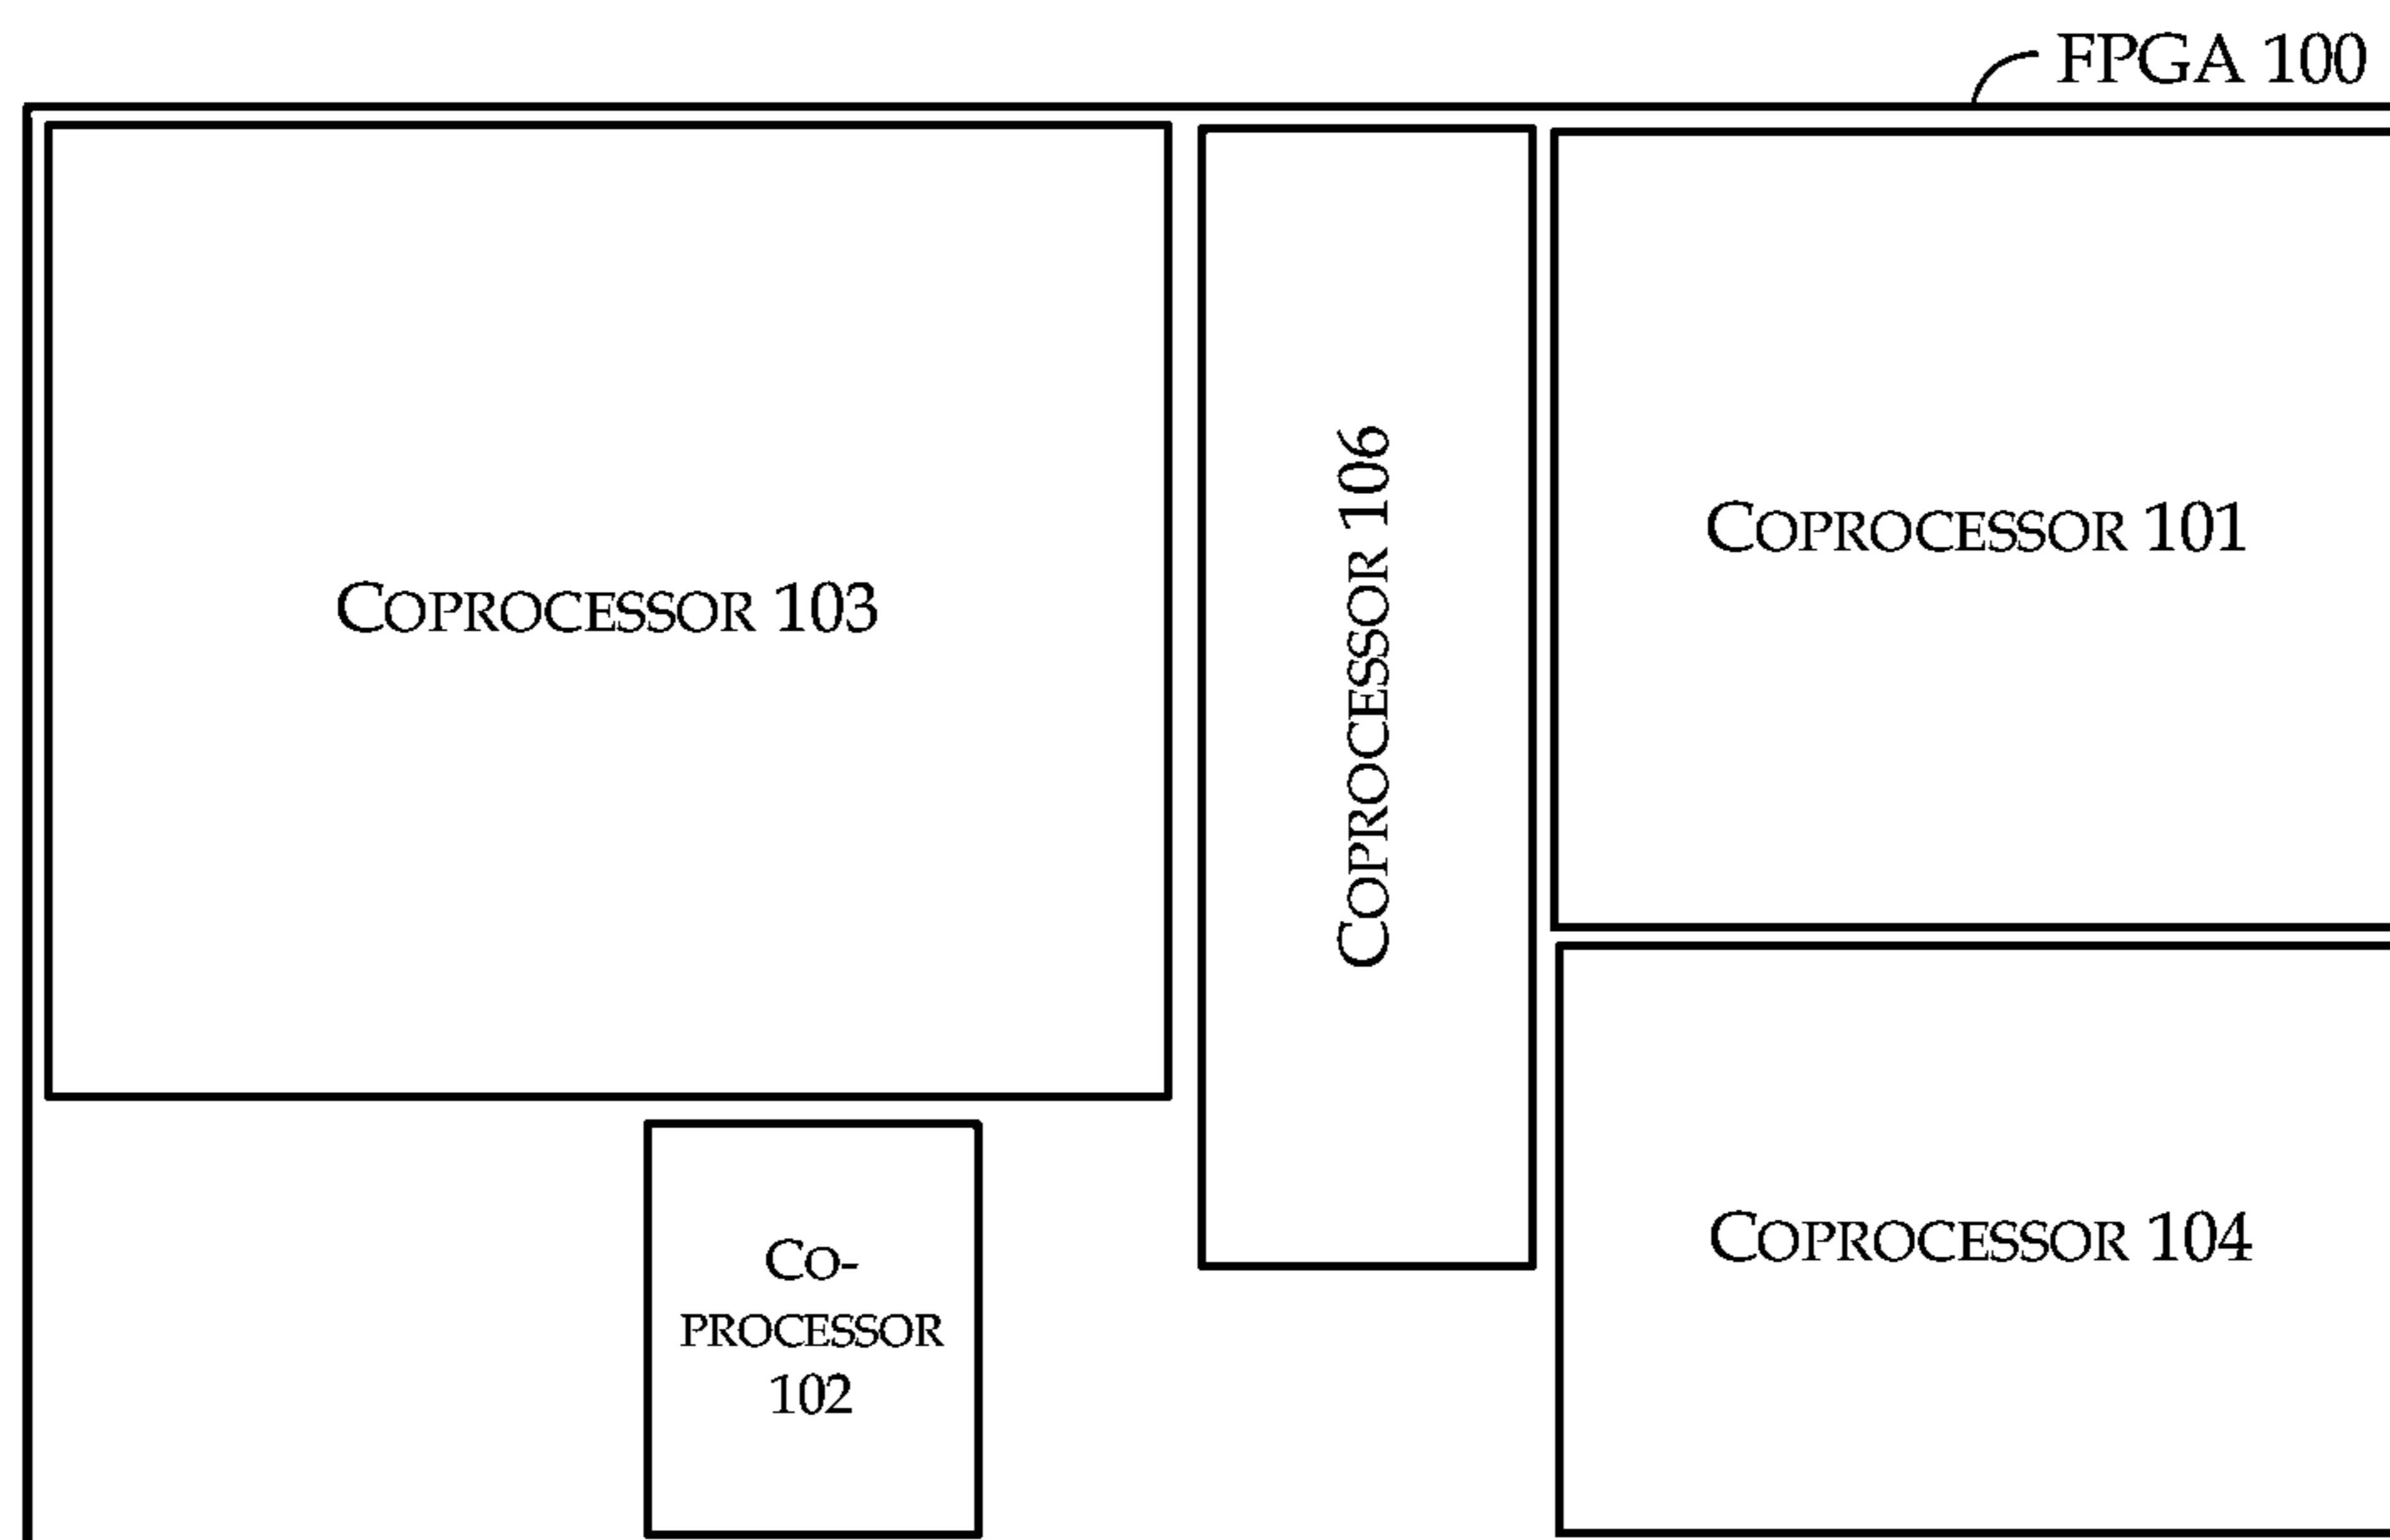 FPGA 100
COPROCESSOR 103
COPROCESSOR 106
COPROCESSOR 101
COPROCESSOR 104
CO-
PROCESSOR
102